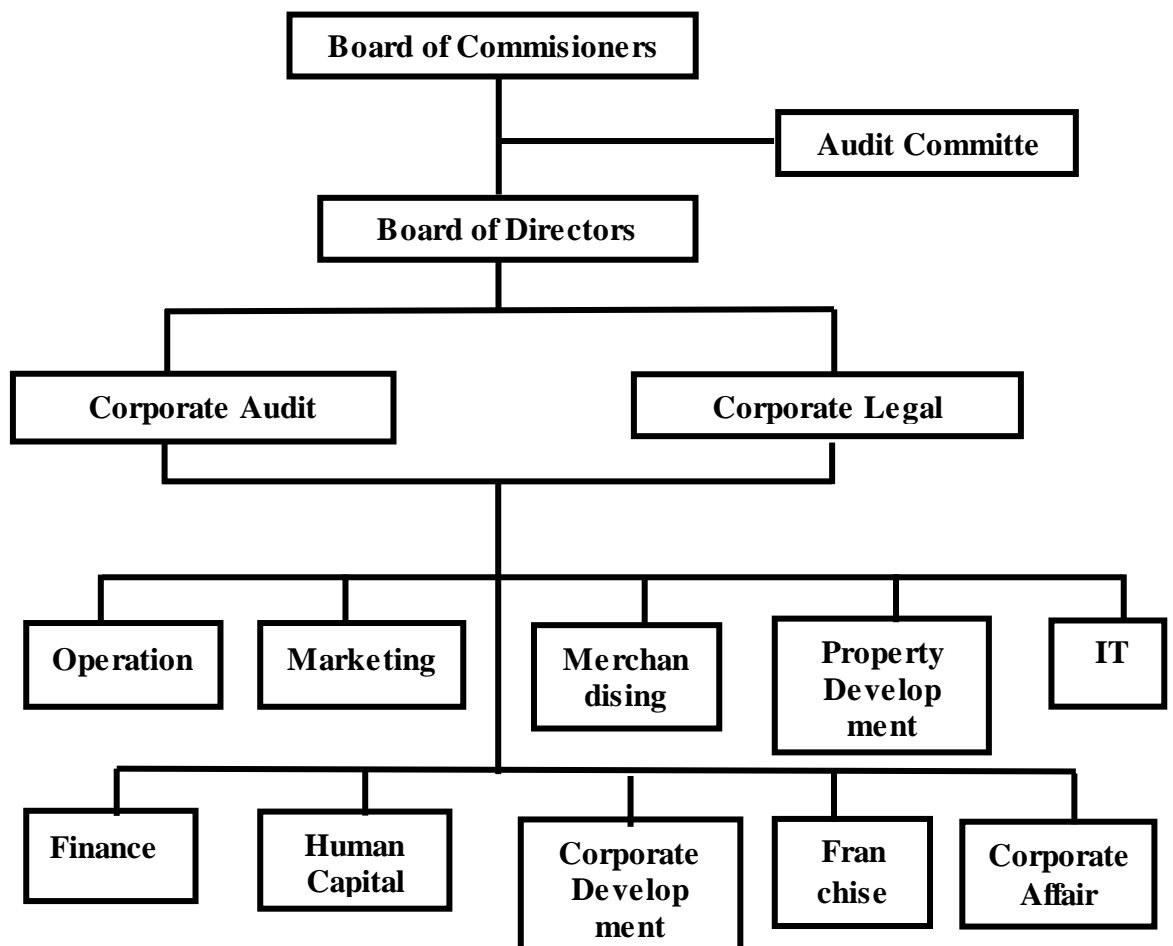 Board of Commisioners
Audit Committe
Board of Directors
Corporate Audit
Corporate Legal
Operation
Marketing
Merchan
dising
Property
Develop
ment
IT
Finance
Human
Capital
Corporate
Develop
ment
Fran
chise
Corporate
Affair